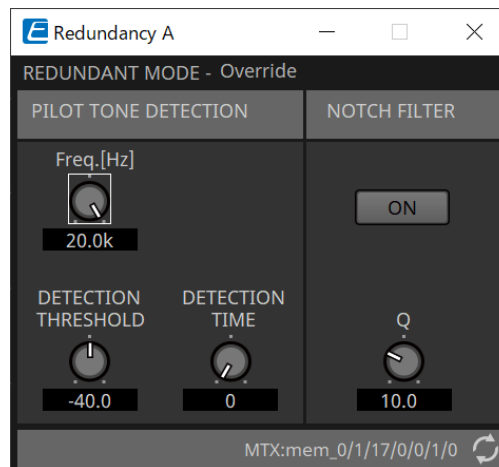 Redundancy A
REDUNDANT MODE - Override
PILOT TONE DETECTION
NOTCH FILTER
Freq.[Hz]
20.0k
ON
DETECTION
THRESHOLD
-40.0
DETECTION
TIME
0
Q
10.0
MTX:mem_0/1/17/0/0/1/0